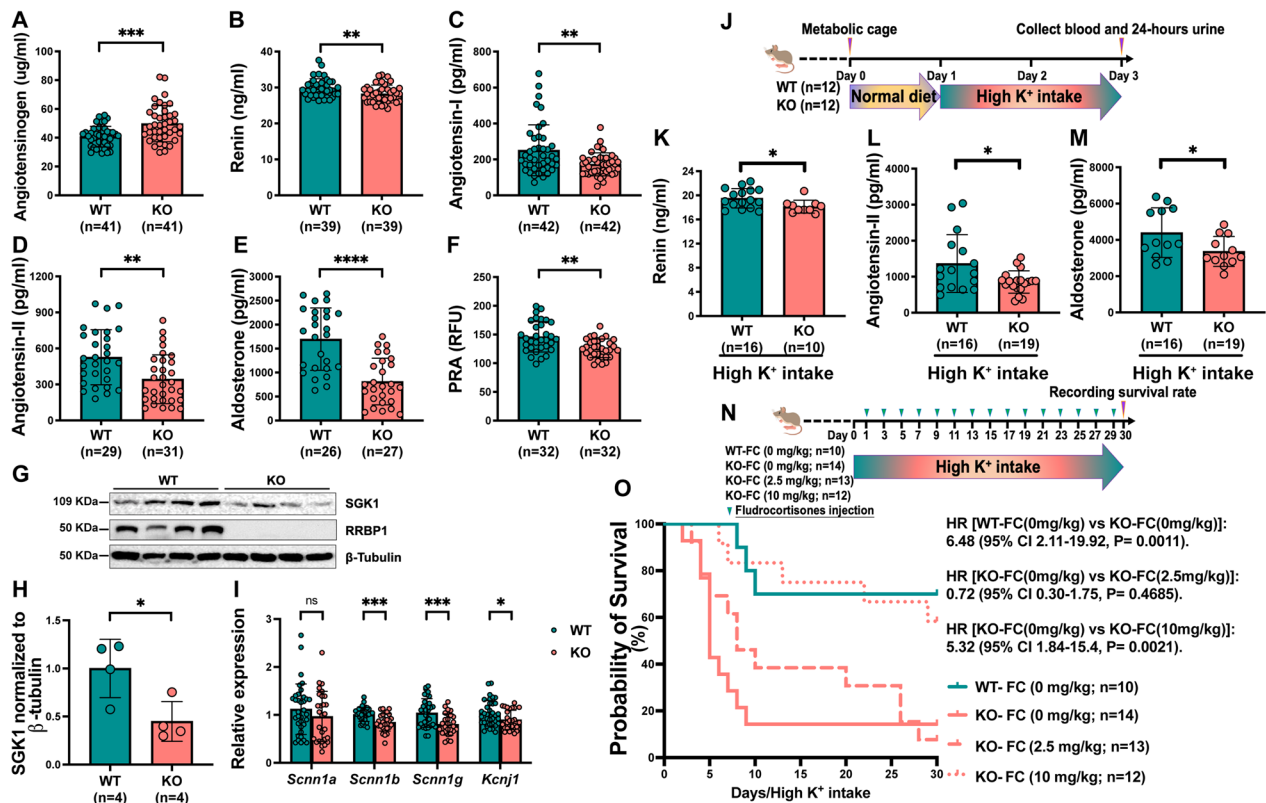 A
Angiotensinogen (ug/ml)
100
80
60
40
20
0
***
WT
(n=41)
KO
(n=41)
B
Renin (ng/ml)
40
30
20
10
0
**
WT
(n=39)
KO
(n=39)
C
Angiotensin-I (pg/ml)
800
600
400
200
0
**
WT
(n=42)
KO
(n=42)
D
Angiotensin-II (pg/ml)
1200
900
600
300
0
**
WT
(n=29)
KO
(n=31)
E
Aldosterone (pg/ml)
3000
2500
2000
1500
1000
500
0
****
WT
(n=26)
KO
(n=27)
F
PRA (RFU)
250
200
150
100
50
0
**
WT
(n=32)
KO
(n=32)
G
WT
KO
109 KDa
SGK1
50 KDa
RRBP1
50 KDa
β-Tubulin
H
SGK1 normalized to
β -tubulin
1.5
1.0
0.5
0.0
*
WT
(n=4)
KO
(n=4)
I
Relative expression
3
2
1
0
ns
***
***
*
WT
KO
Scnn1a
Scnn1b
Scnn1g
Kcnj1
J
Metabolic cage
Collect blood and 24-hours urine
Day 0
Day 1
Day 2
Day 3
WT (n=12)
KO (n=12)
Normal diet
High K+ intake
K
Renin (ng/ml)
24
20
16
12
8
4
0
*
WT
(n=16)
KO
(n=10)
High K+ intake
L
Angiotensin-II (pg/ml)
4000
3000
2000
1000
0
*
WT
(n=16)
KO
(n=19)
High K+ intake
M
Aldosterone (pg/ml)
8000
6000
4000
2000
0
*
WT
(n=16)
KO
(n=19)
High K+ intake
N
Recording survival rate
Day 0 1 3 5 7 9 11 13 15 17 19 21 23 25 27 29 30
WT-FC (0 mg/kg; n=10)
KO-FC (0 mg/kg; n=14)
KO-FC (2.5 mg/kg; n=13)
KO-FC (10 mg/kg; n=12)
High K+ intake
Fludrocortisones injection
O
Probability of Survival
(%)
100
80
60
40
20
0
0 5 10 15 20 25 30
Days/High K+ intake
HR [WT-FC(0mg/kg) vs KO-FC(0mg/kg)]:
6.48 (95% CI 2.11-19.92, P= 0.0011).
HR [KO-FC(0mg/kg) vs KO-FC(2.5mg/kg)]:
0.72 (95% CI 0.30-1.75, P= 0.4685).
HR [KO-FC(0mg/kg) vs KO-FC(10mg/kg)]:
5.32 (95% CI 1.84-15.4, P= 0.0021).
WT- FC (0 mg/kg; n=10)
KO- FC (0 mg/kg; n=14)
KO- FC (2.5 mg/kg; n=13)
KO- FC (10 mg/kg; n=12)